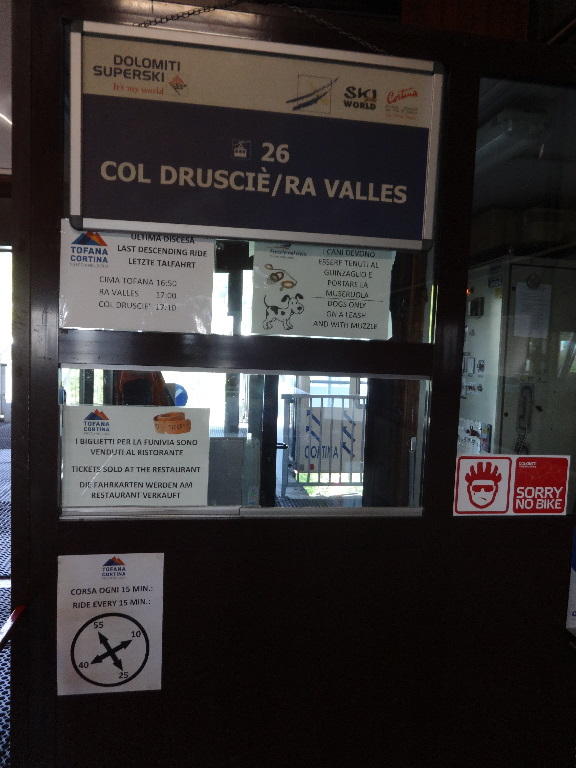 DOLOMITI
SUPERSKI
It's my world
SKI
WORLD
Cortina
26
COL DRUSCIÈ/RA VALLES
TOFANA
CORTINA
ULTIMA DISCESA
LAST DESCENDING RIDE
LETZTE TALFAHRT
CIMA TOFANA 16:50
RA VALLES 17:00
COL DRUSCIE' 17:10
I CANI DEVONO
ESSERE TENUTI AL
GUINZAGLIO E
PORTARE LA
MUSERUOLA
DOGS ONLY
ON A LEASH
AND WITH MUZZLE
TOFANA
CORTINA
I BIGLIETTI PER LA FUNIVIA SONO
VENDUTI AL RISTORANTE
TICKETS SOLD AT THE RESTAURANT
DIE FAHRKARTEN WERDEN AM
RESTAURANT VERKAUFT
CORTINA
DOLOMITI
SORRY
NO BIKE
TOFANA
CORTINA
CORSA OGNI 15 MIN.:
RIDE EVERY 15 MIN.:
55
10
40
25